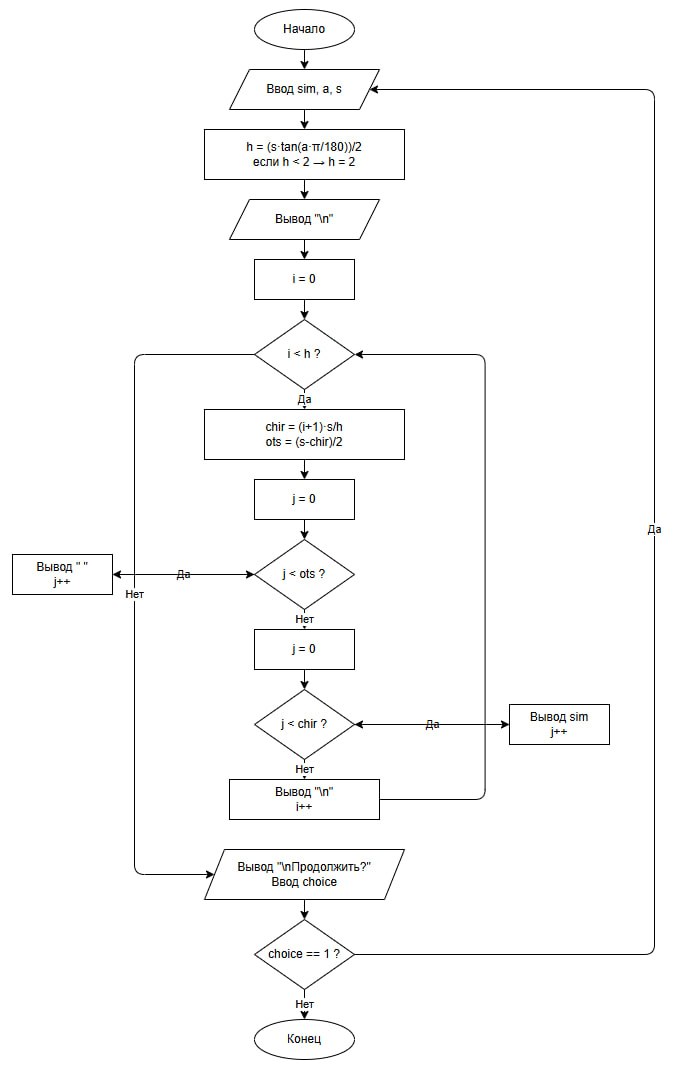 Начало
Ввод sim, a, s
h = (s·tan(a·π/180))/2
если h < 2 → h = 2
Вывод "\n"
i = 0
i < h ?
Да
chir = (i+1)·s/h
ots = (s-chir)/2
j = 0
Да
Вывод " "
j++
Да
j < ots ?
Нет
Нет
j = 0
j < chir ?
Да
Вывод sim
j++
Нет
Вывод "\n"
i++
Вывод "\nПродолжить?"
Ввод choice
choice == 1 ?
Нет
Конец